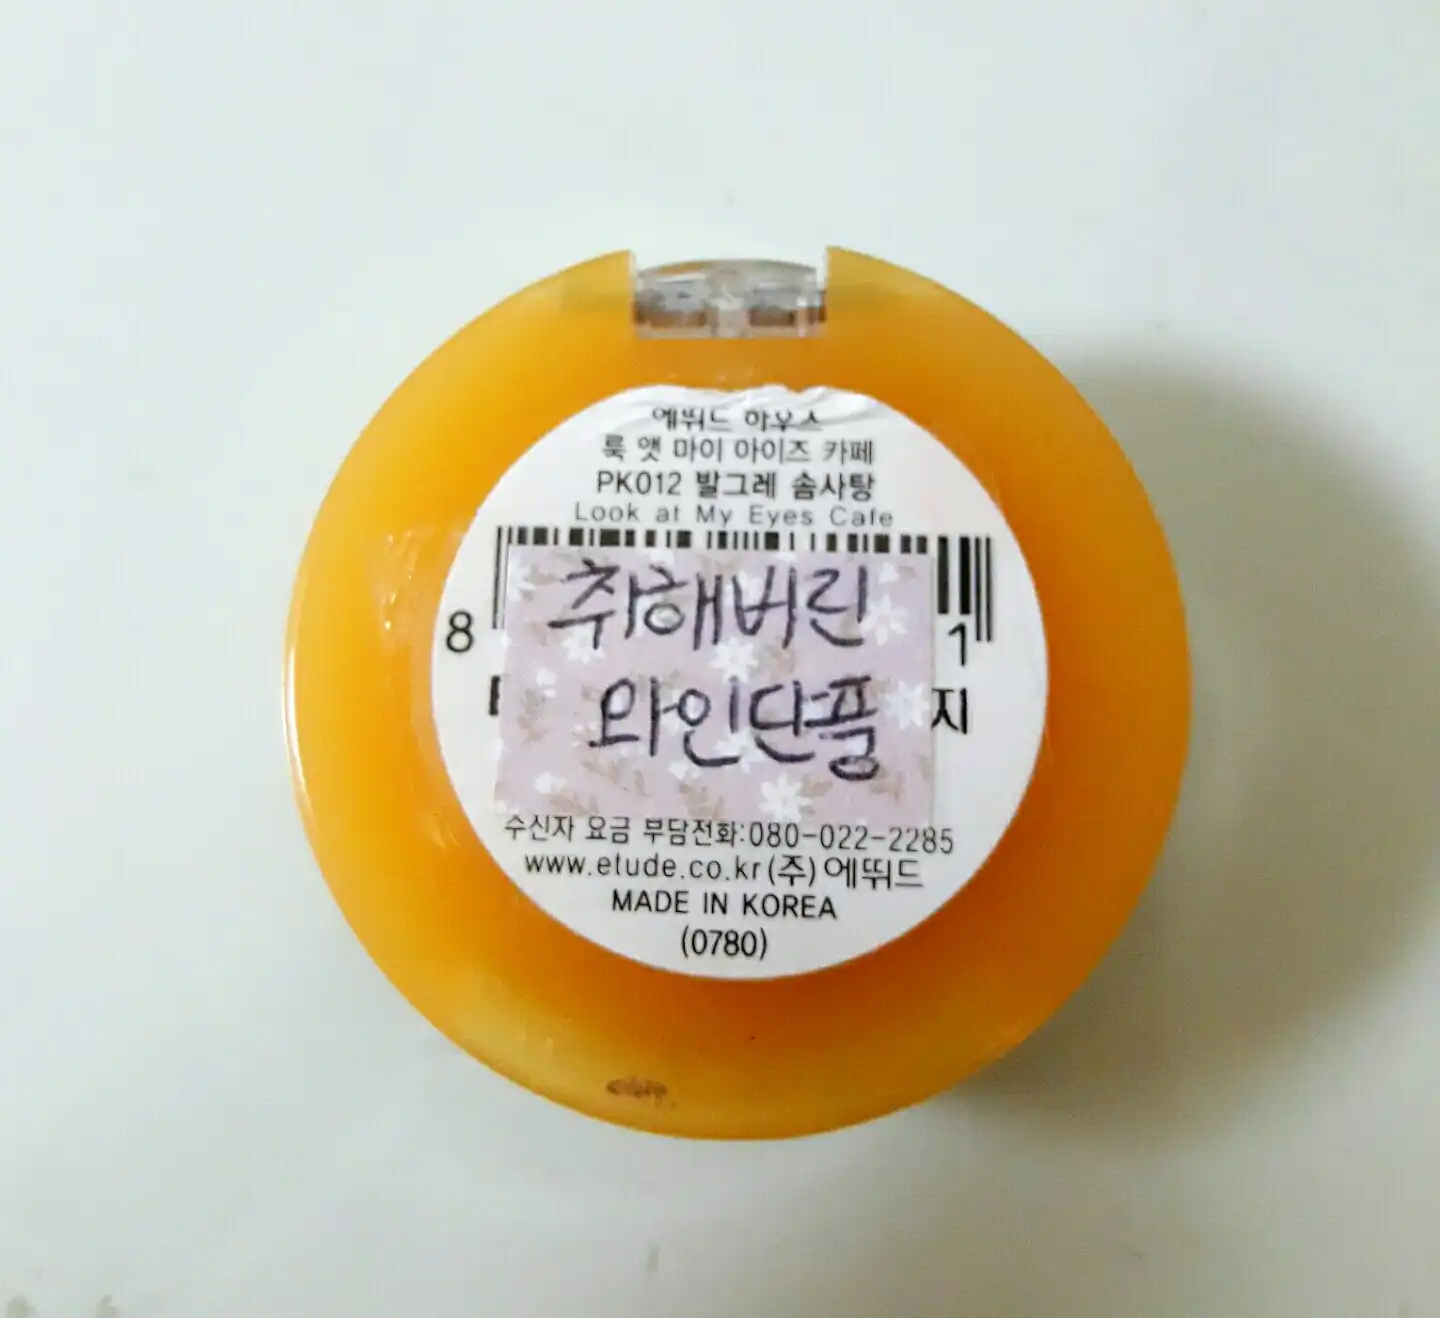 에뛰드 하우스
룩 앳 마이 아이즈 카페
PK012 발그레 솜사탕
Look at My Eyes Cafe
8 1
취해버린
와인단풍
지
수신자 요금 부담전화:080-022-2285
www.etude.co.kr(주)에뛰드
MADE IN KOREA
(0780)